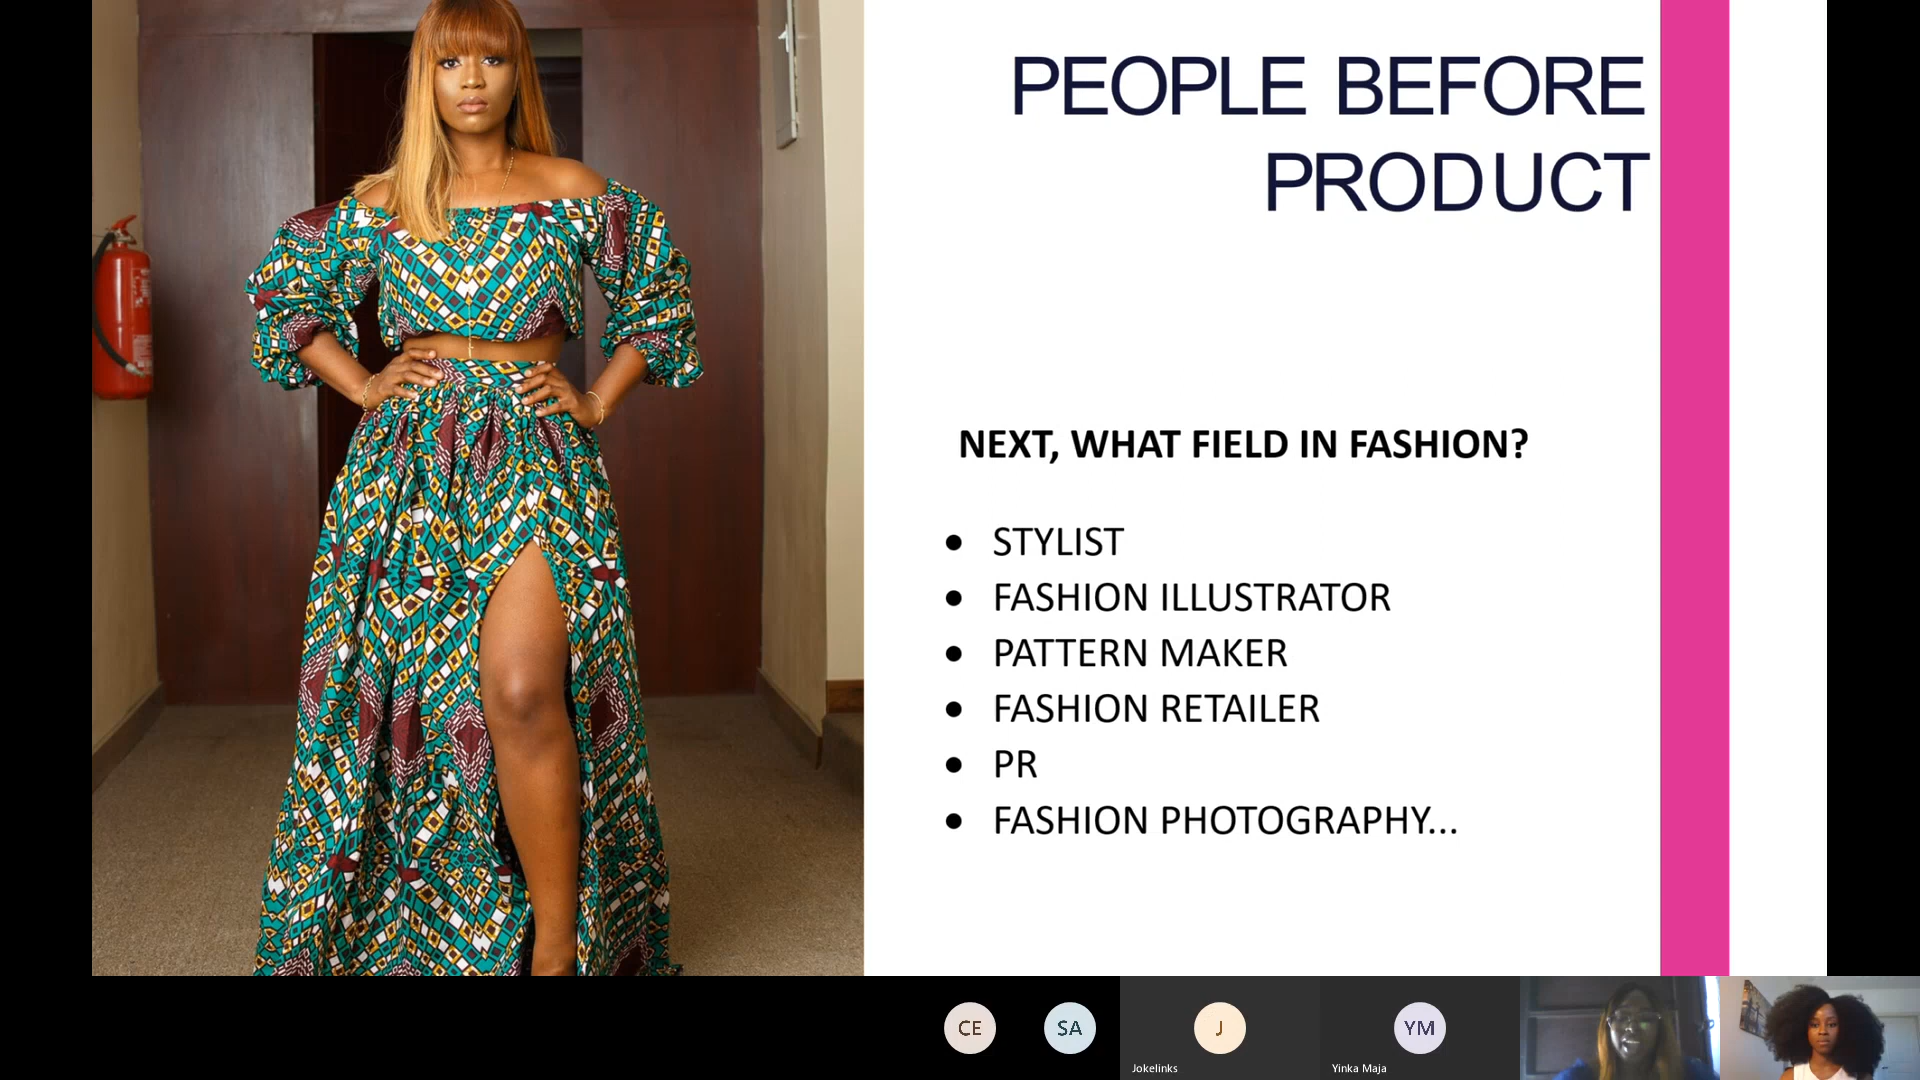 PEOPLE BEFORE
PRODUCT
NEXT, WHAT FIELD IN FASHION?
• STYLIST
• FASHION ILLUSTRATOR
• PATTERN MAKER
• FASHION RETAILER
• PR
• FASHION PHOTOGRAPHY...
CE
SA
J
YM
Jokelinks
Yinka Maja